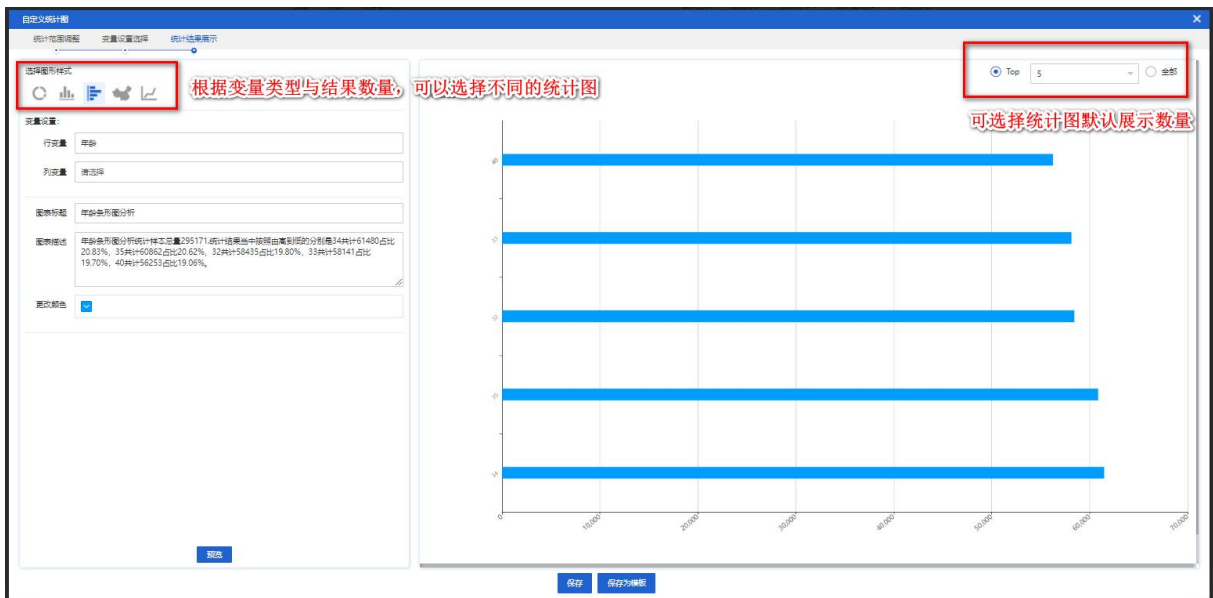 自定义统计图
统计范围调整 变量设置选择 统计结果展示
选择图形样式
根据变量类型与结果数量，可以选择不同的统计图
Top 5 全部
可选择统计图默认展示数量
变量设置:
行变量 年龄
列变量 请选择
图表标题 年龄条形图分析
图表描述 年龄条形图分析统计样本总量295171,统计结果当中按照由高到低的分别是34共计61480占比
20.83%，35共计60862占比20.62%，32共计58435占比19.80%，33共计58141占比
19.70%，40共计56253占比19.06%。
更改颜色
40
33
32
35
34
0 10,000 20,000 30,000 40,000 50,000 60,000 70,000
预览
保存 保存为模板